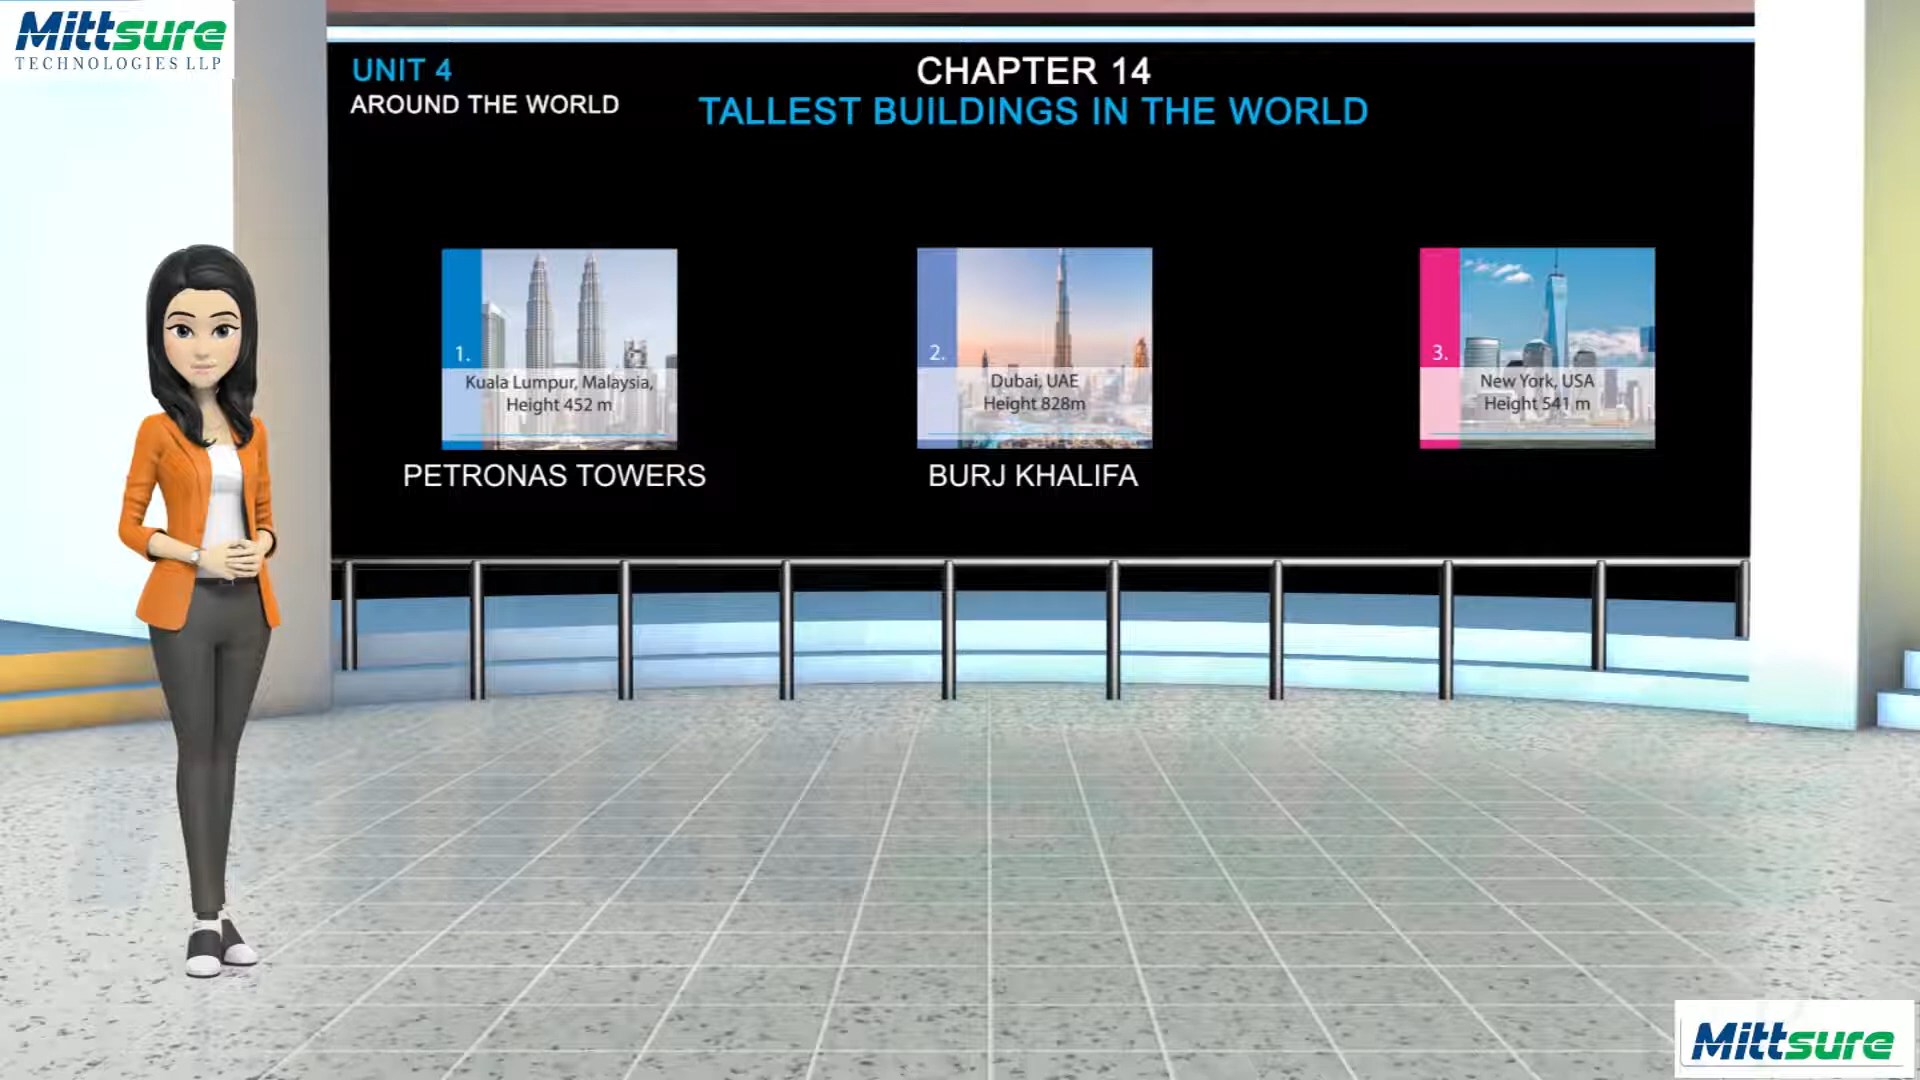 Mittsure
TECHNOLOGIES LLP
UNIT 4
AROUND THE WORLD
CHAPTER 14
TALLEST BUILDINGS IN THE WORLD
1.
Kuala Lumpur, Malaysia,
Height 452 m
PETRONAS TOWERS
2.
Dubai, UAE
Height 828m
BURJ KHALIFA
3.
New York, USA
Height 541 m
Mittsure